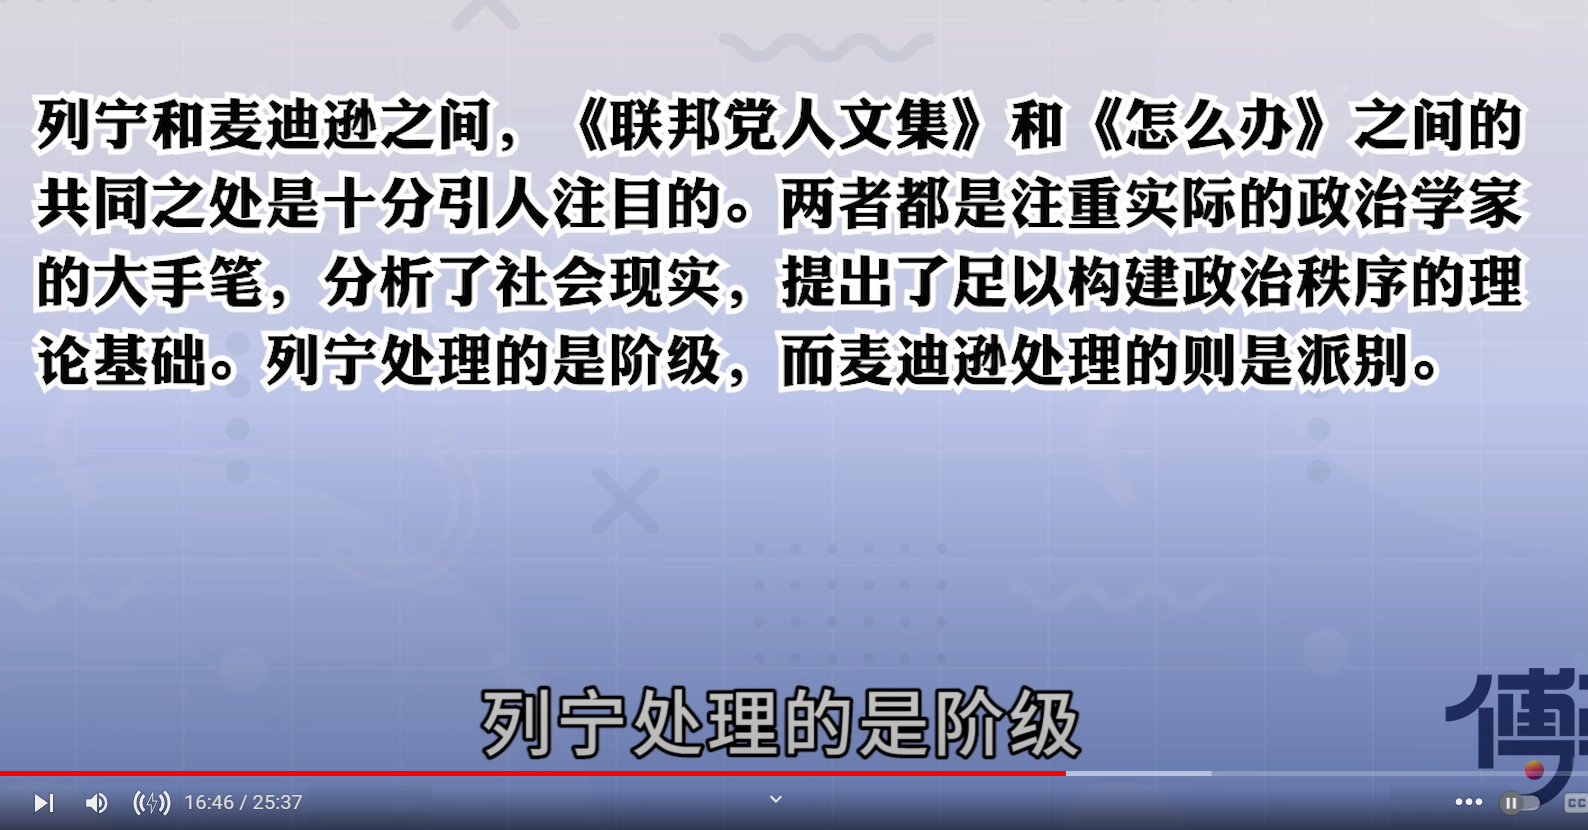 列宁和麦迪逊之间，《联邦党人文集》和《怎么办》之间的
共同之处是十分引人注目的。两者都是注重实际的政治学家
的大手笔，分析了社会现实，提出了足以构建政治秩序的理
论基础。列宁处理的是阶级，而麦迪逊处理的则是派别。
列宁处理的是阶级
傅
16:46 / 25:37
CC